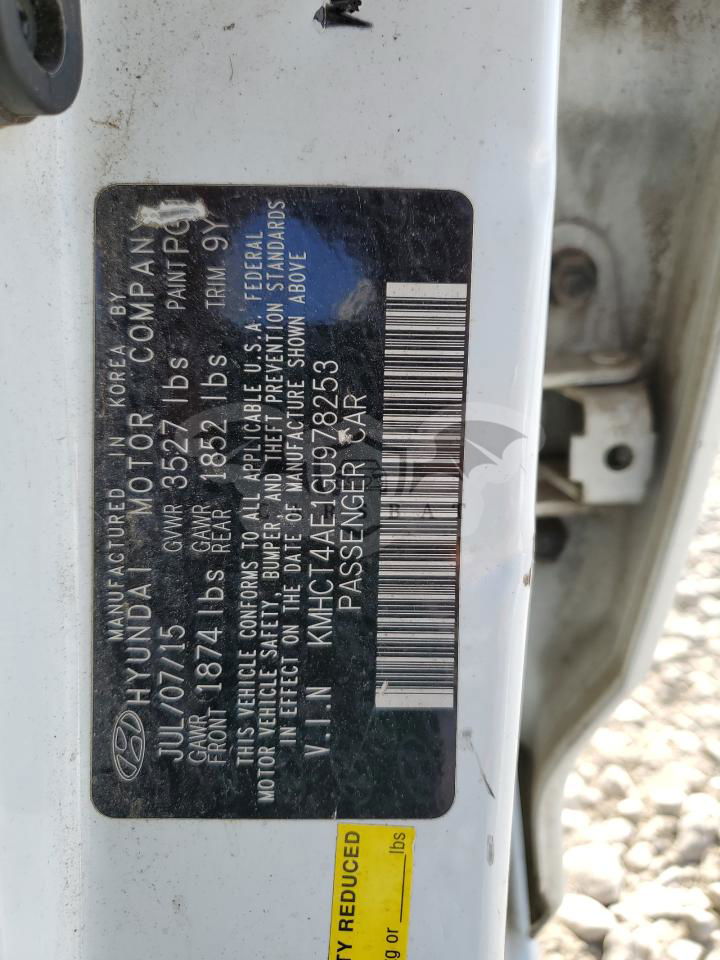 MANUFACTURED IN KOREA BY
HYUNDAI MOTOR COMPANY
JUL/07/15 GVWR 3527 lbs PAINT
GAWR FRONT 1874 lbs GAWR REAR 1852 lbs TRIM 9Y
THIS VEHICLE CONFORMS TO ALL APPLICABLE U.S.A. FEDERAL
MOTOR VEHICLE SAFETY, BUMPER, AND THEFT PREVENTION STANDARDS
IN EFFECT ON THE DATE OF MANUFACTURE SHOWN ABOVE
V.I.N KMHCT4AE1GU978253
PASSENGER CAR
TY REDUCED
g or ____ lbs